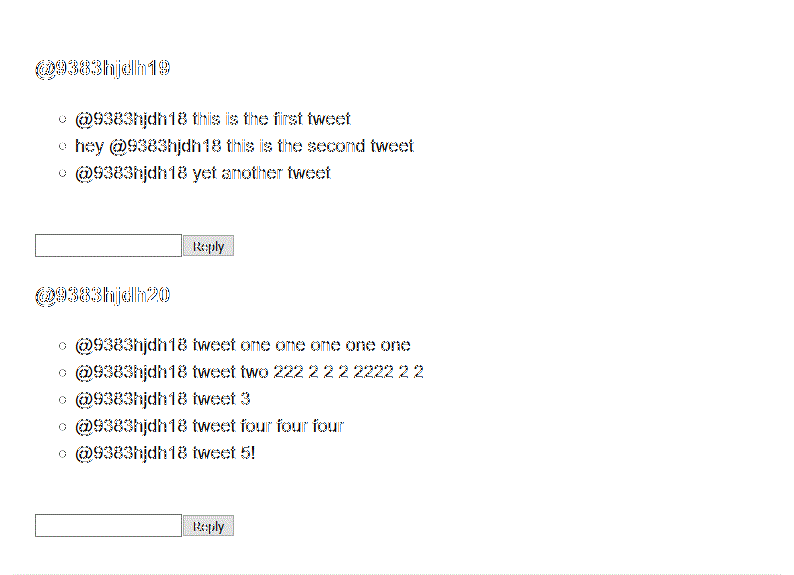 @9383hjdh19
@9383hjdh18 this is the first tweet
hey @9383hjdh18 this is the second tweet
@9383hjdh18 yet another tweet
Reply
@9383hjdh20
@9383hjdh18 tweet one one one one one
@9383hjdh18 tweet two 222 2 2 2 2222 2 2
@9383hjdh18 tweet 3
@9383hjdh18 tweet four four four
@9383hjdh18 tweet 5!
Reply